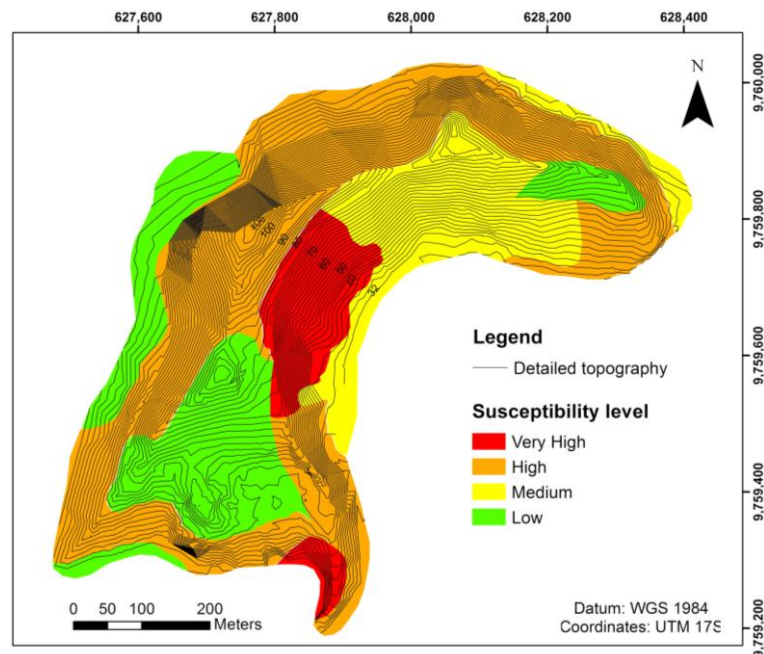 627,600 627,800 628,000 628,200 628,400
N
9,760,000
9,759,800
9,759,600
9,759,400
9,759,200
100
100
90
80
70
60
50
40
32
Legend
Detailed topography
Susceptibility level
Very High
High
Medium
Low
0 50 100 200
Meters
Datum: WGS 1984
Coordinates: UTM 17S